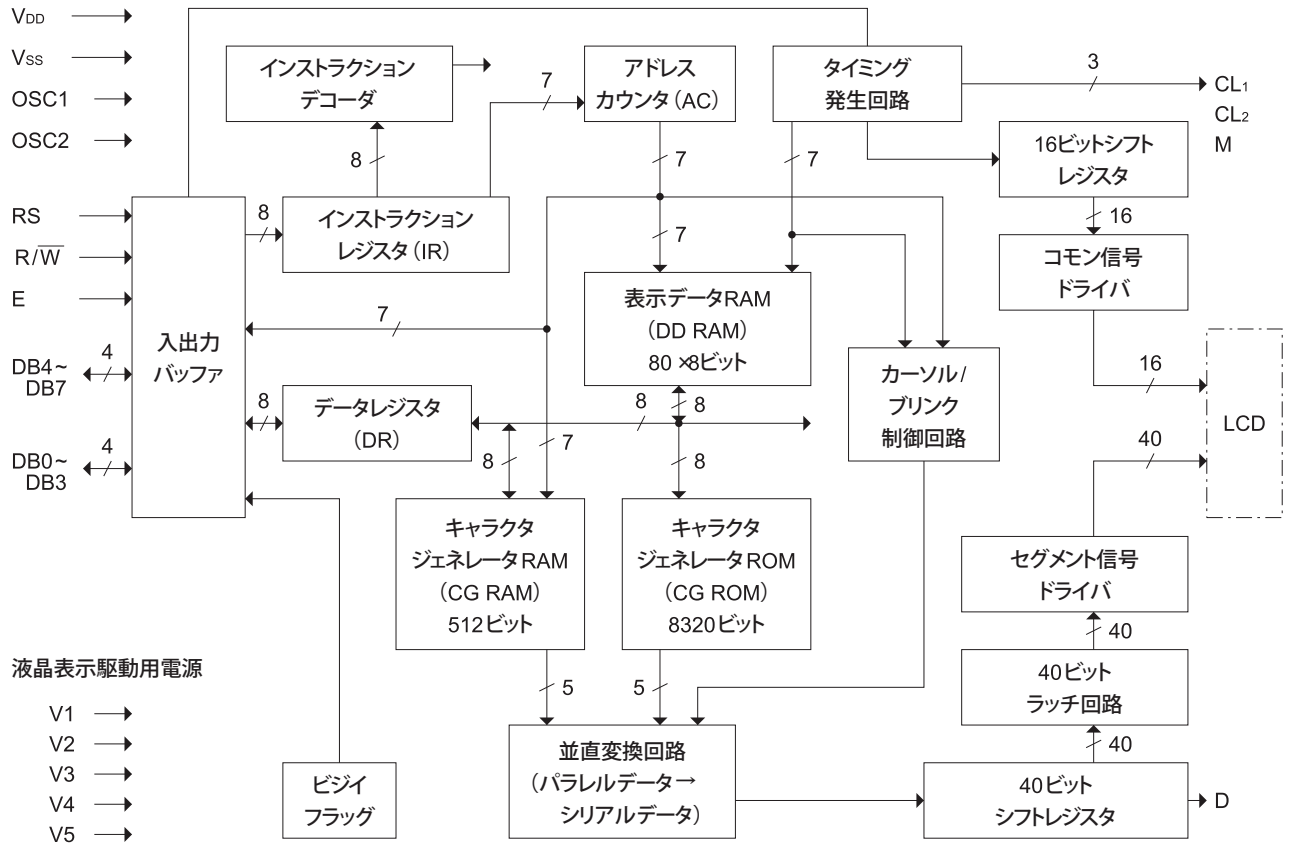 VDD
VSS
OSC1
OSC2
RS
R/W̅
E
DB4~
DB7
4
DB0~
DB3
4
入出力
バッファ
インストラクション
デコーダ
8
8
インストラクション
レジスタ(IR)
7
アドレス
カウンタ(AC)
7
7
タイミング
発生回路
7
3
CL1
CL2
M
16ビットシフト
レジスタ
16
コモン信号
ドライバ
16
7
表示データRAM
(DD RAM)
80×8ビット
8
カーソル/
ブリンク
制御回路
LCD
8
データレジスタ
(DR)
8
8
7
8
キャラクタ
ジェネレータRAM
(CG RAM)
512ビット
キャラクタ
ジェネレータROM
(CG ROM)
8320ビット
40
セグメント信号
ドライバ
40
40ビット
ラッチ回路
40
液晶表示駆動用電源
V1
V2
V3
V4
V5
ビジイ
フラッグ
5
5
並直変換回路
(パラレルデータ→
シリアルデータ)
40ビット
シフトレジスタ
D